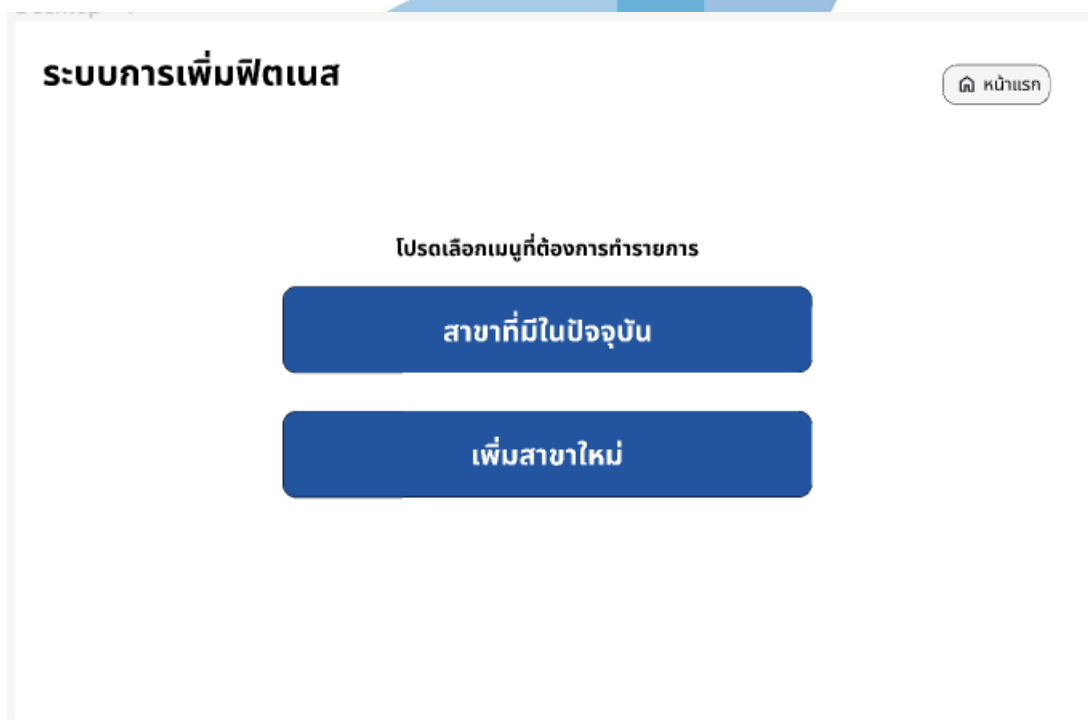 ระบบการเพิ่มฟิตเนส
หน้าแรก
โปรดเลือกเมนูที่ต้องการทำรายการ
สาขาที่มีในปัจจุบัน
เพิ่มสาขาใหม่